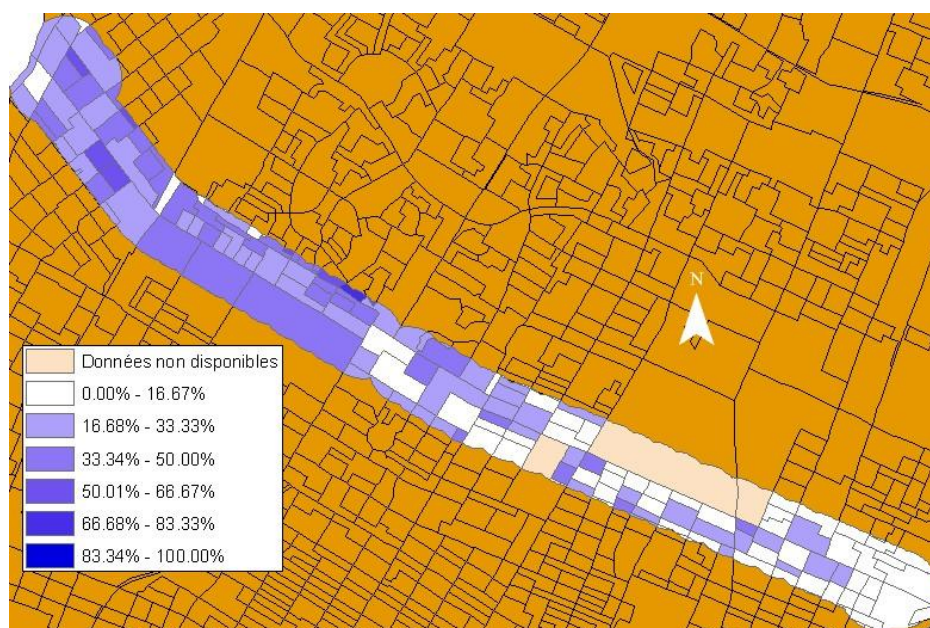 N
Données non disponibles
0.00% - 16.67%
16.68% - 33.33%
33.34% - 50.00%
50.01% - 66.67%
66.68% - 83.33%
83.34% - 100.00%